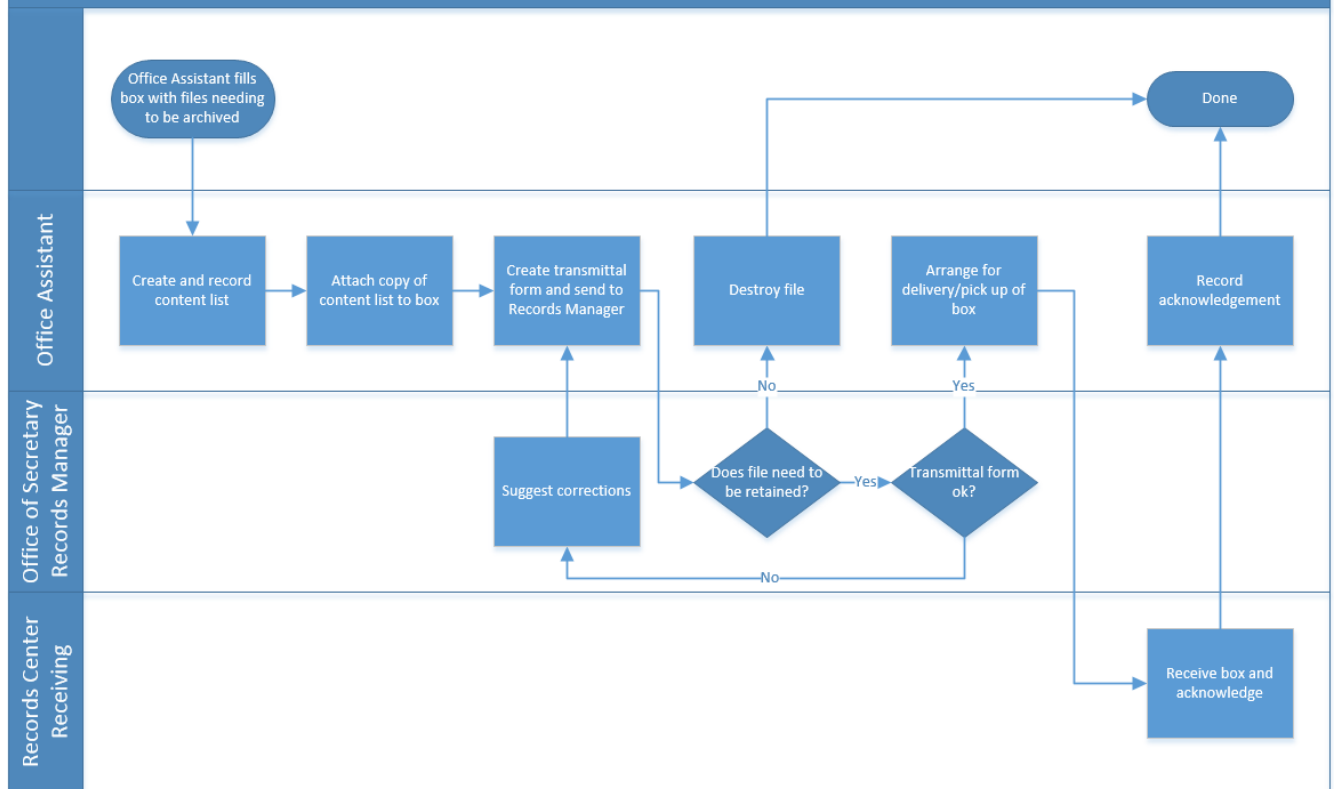 Office Assistant fills
box with files needing
to be archived
Done
Office Assistant
Create and record
content list
Attach copy of
content list to box
Create transmittal
form and send to
Records Manager
Destroy file
Arrange for
delivery/pick up of
box
Record
acknowledgement
No
Yes
Office of Secretary
Records Manager
Suggest corrections
Does file need to
be retained?
Yes
Transmittal form
ok?
No
Records Center
Receiving
Receive box and
acknowledge